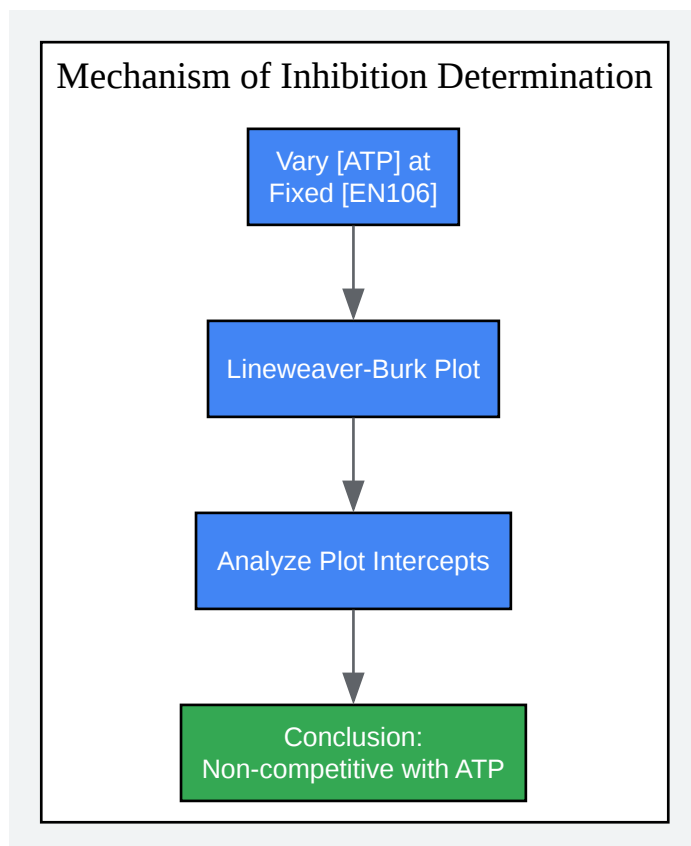 Mechanism of Inhibition Determination
Vary [ATP] at
Fixed [EN106]
Lineweaver-Burk Plot
Analyze Plot Intercepts
Conclusion:
Non-competitive with ATP